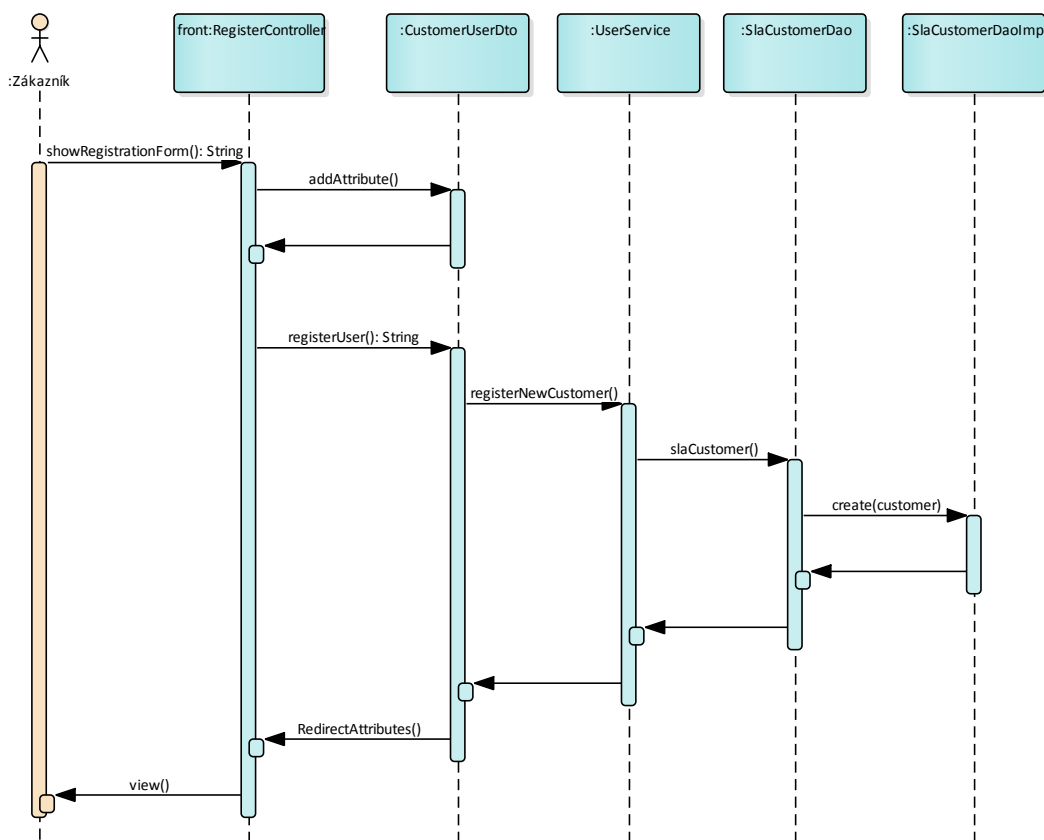 front:RegisterController
:CustomerUserDto
:UserService
:SlaCustomerDao
:SlaCustomerDaoImp
:Zákazník
showRegistrationForm(): String
addAttribute()
registerUser(): String
registerNewCustomer()
slaCustomer()
create(customer)
RedirectAttributes()
view()